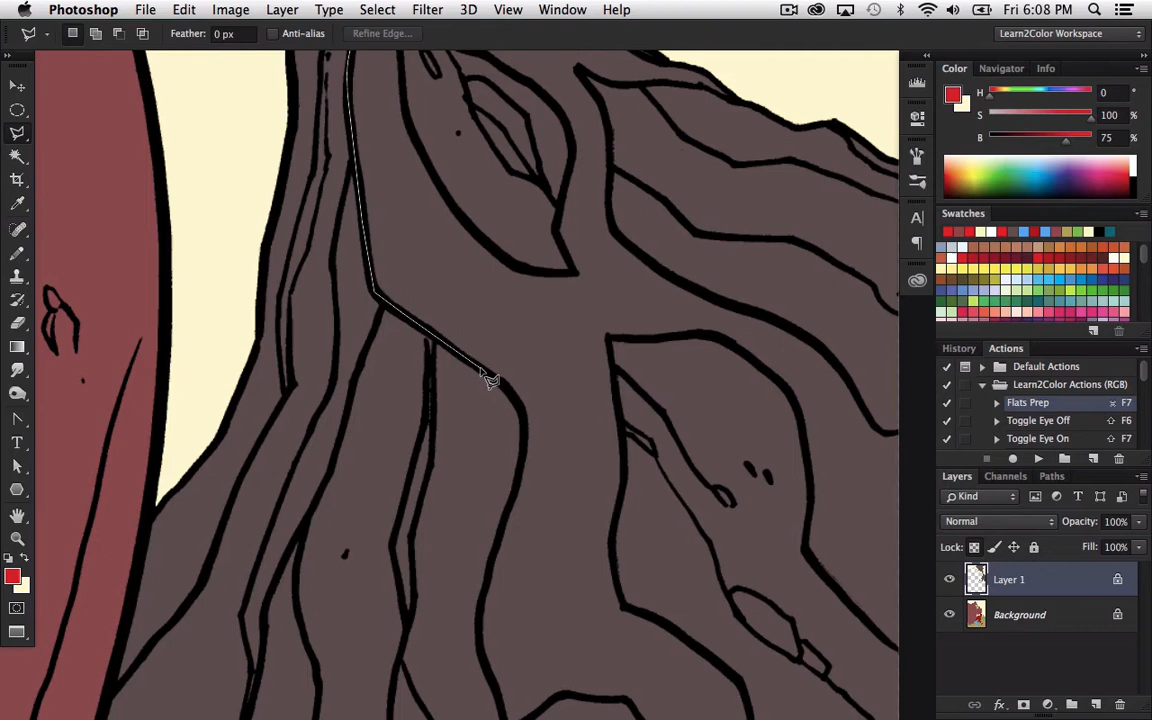 Photoshop File Edit Image Layer Type Select Filter 3D View Window Help Fri 6:08 PM
Feather: 0 px Anti-alias Refine Edge... Learn2Color Workspace
Color Navigator Info
H 0 °
S 100 %
B 75 %
Swatches
History Actions
Default Actions
Learn2Color Actions (RGB)
Flats Prep F7
Toggle Eye Off F6
Toggle Eye On F7
Layers Channels Paths
Kind
Normal Opacity: 100%
Lock: Fill: 100%
Layer 1
Background